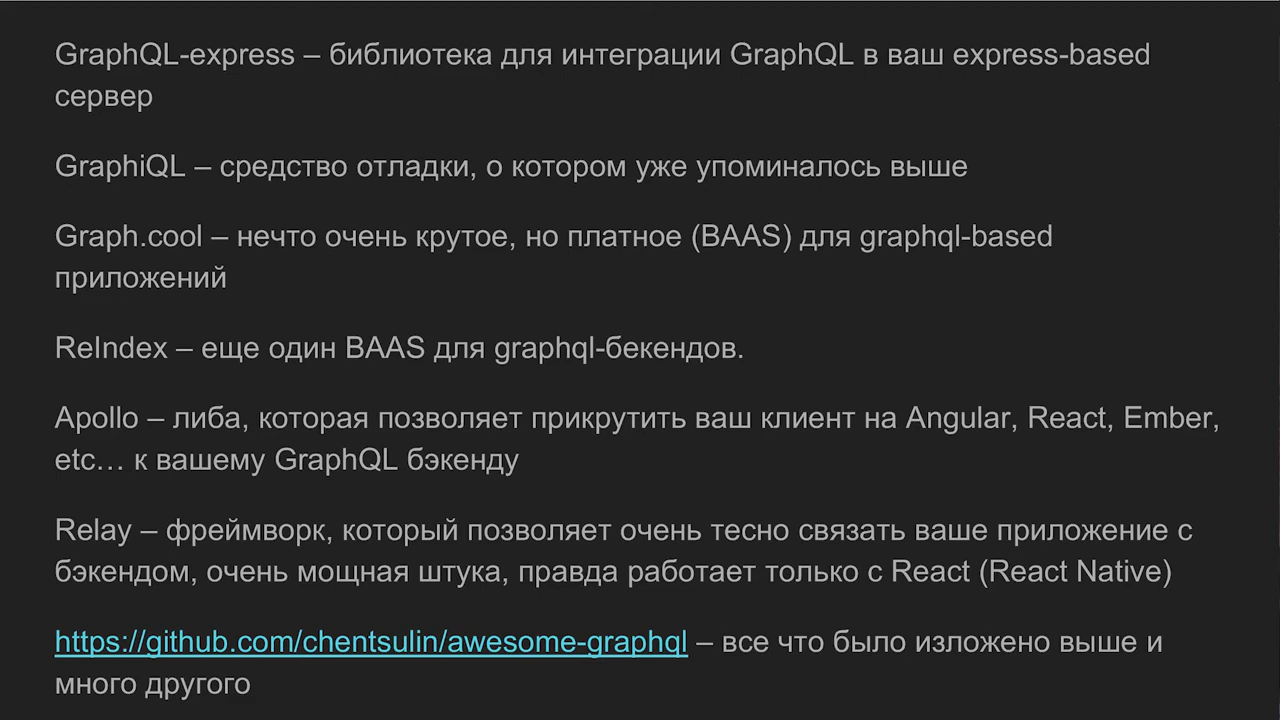 GraphQL-express – библиотека для интеграции GraphQL в ваш express-based
сервер
GraphiQL – средство отладки, о котором уже упоминалось выше
Graph.cool – нечто очень крутое, но платное (BAAS) для graphql-based
приложений
ReIndex – еще один BAAS для graphql-бекендов.
Apollo – либа, которая позволяет прикрутить ваш клиент на Angular, React, Ember,
etc… к вашему GraphQL бэкенду
Relay – фреймворк, который позволяет очень тесно связать ваше приложение с
бэкендом, очень мощная штука, правда работает только с React (React Native)
https://github.com/chentsulin/awesome-graphql – все что было изложено выше и
много другого